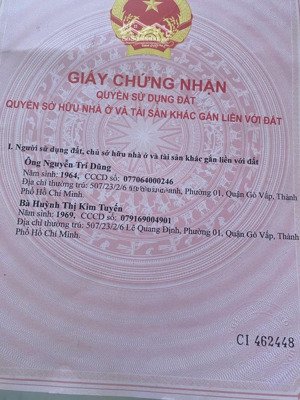 GIẤY CHỨNG NHẬN
QUYỀN SỬ DỤNG ĐẤT
QUYỀN SỞ HỮU NHÀ Ở VÀ TÀI SẢN KHÁC GẮN LIỀN VỚI ĐẤT
I. Người sử dụng đất, chủ sở hữu nhà ở và tài sản khác gắn liền với đất
Ông Nguyễn Trí Dũng
Năm sinh: 1964, CCCD số: 077064000246
Địa chỉ thường trú: 507/23/2/6 Phường 01, Quận Gò Vấp, Thành
Phố Hồ Chí Minh.
Bà Huỳnh Thị Kim Tuyến
Năm sinh: 1969, CCCD số: 079169004901
Địa chỉ thường trú: 507/23/2/6 Lê Quang Định, Phường 01, Quận Gò Vấp, Thành
Phố Hồ Chí Minh.
CI 462448